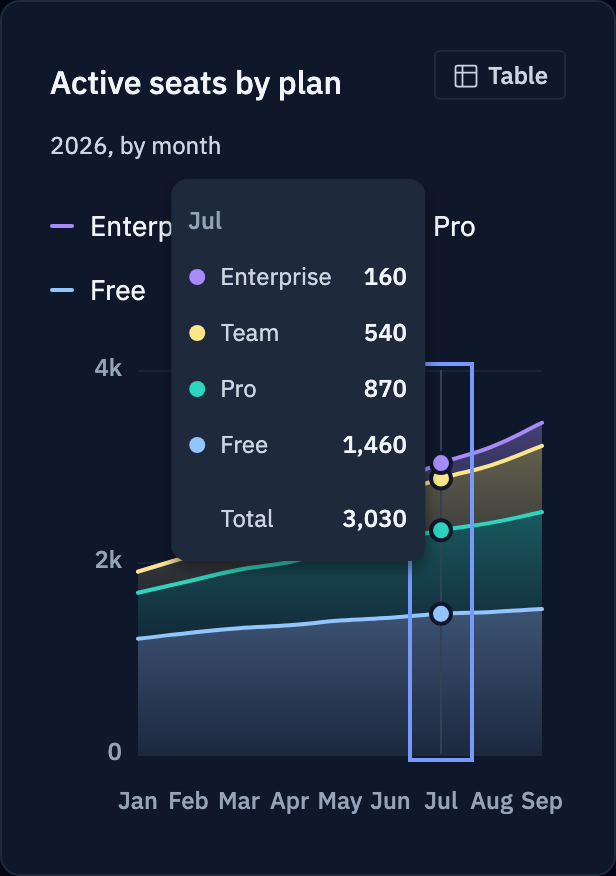 Active seats by plan
Table
2026, by month
Jul
Enterp
Pro
Free
Enterprise 160
Team 540
Pro 870
Free 1,460
Total 3,030
4k
2k
0
Jan Feb Mar Apr May Jun Jul Aug Sep